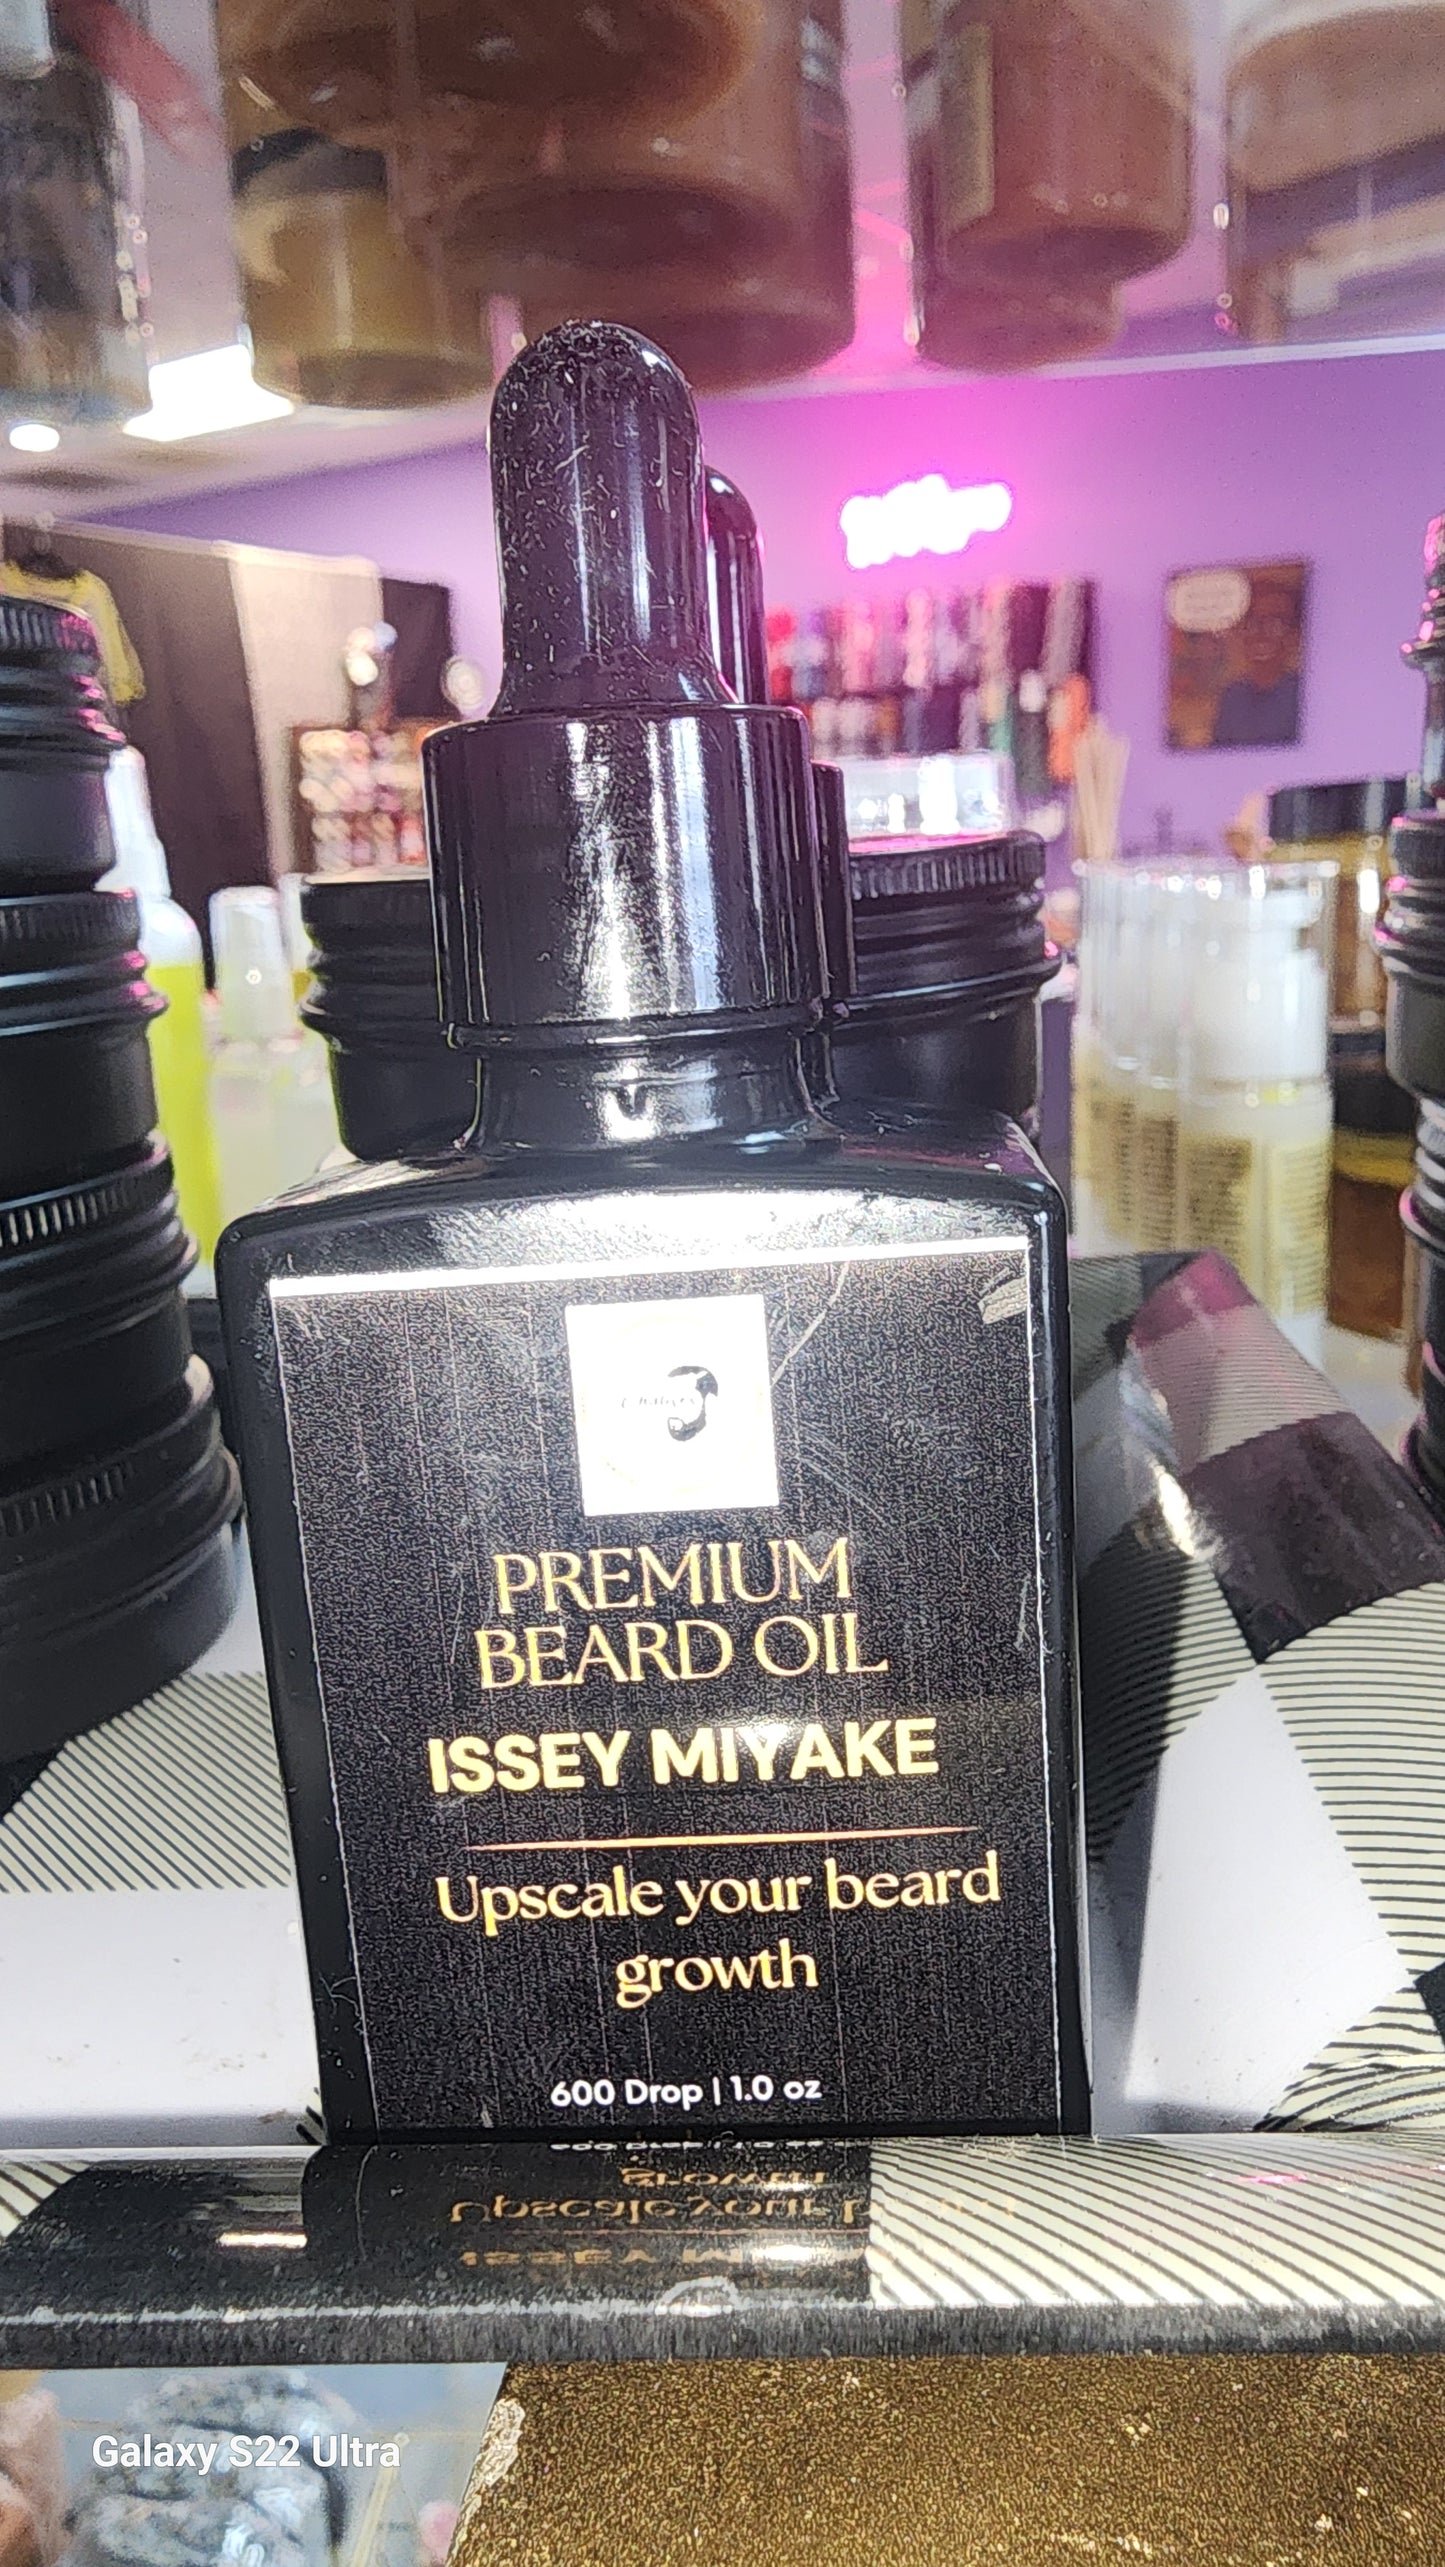 PREMIUM
BEARD OIL
ISSEY MIYAKE
Upscale your beard
growth
600 Drop | 1.0 oz
Galaxy S22 Ultra